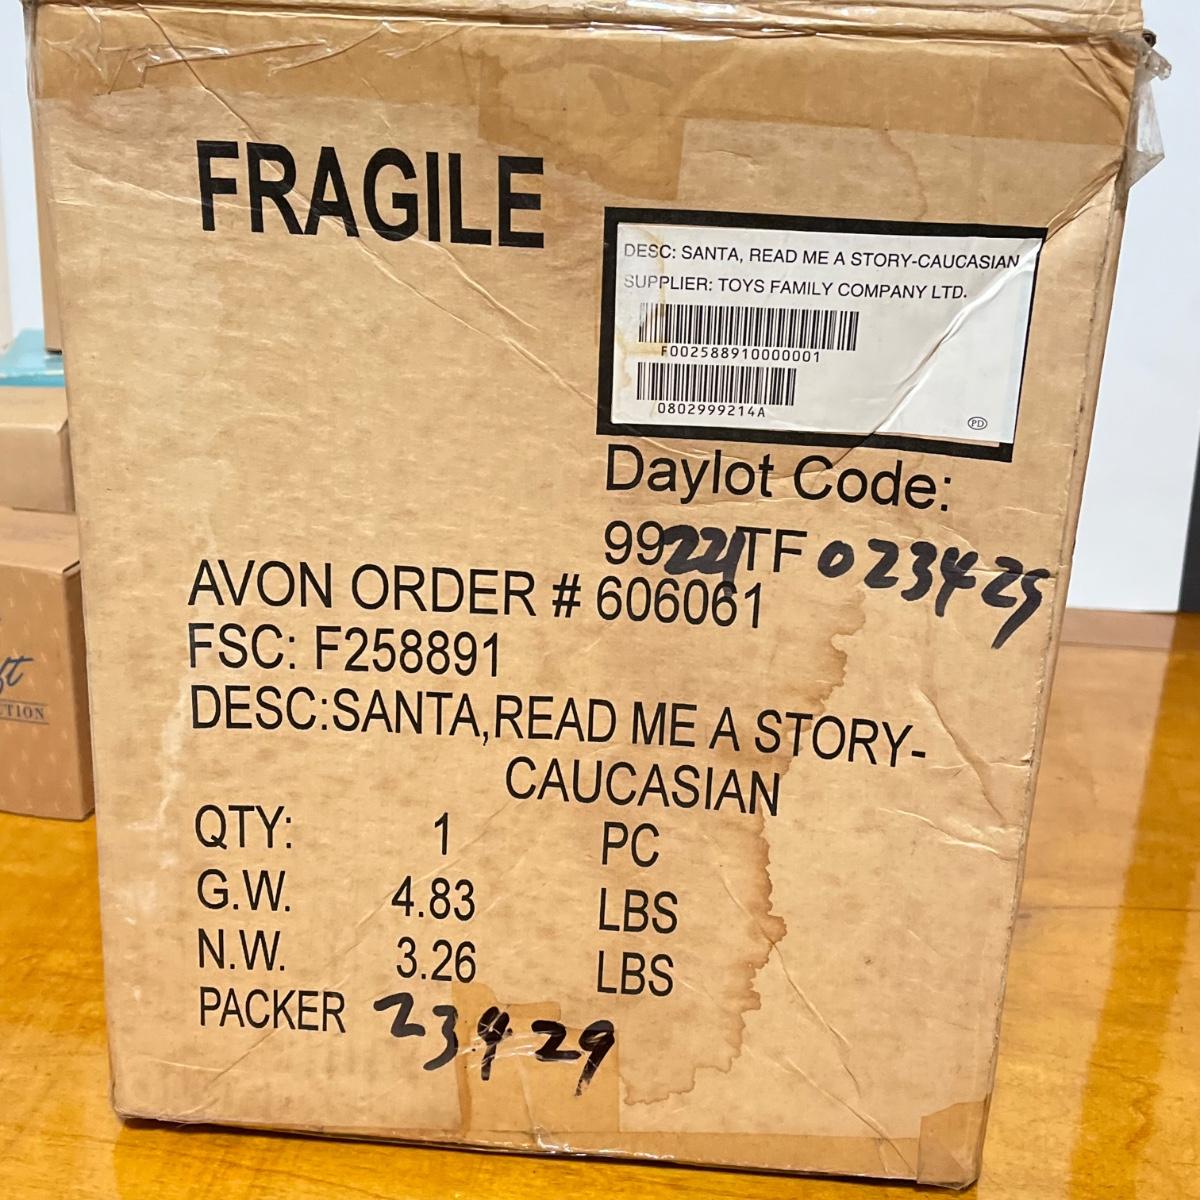 FRAGILE
DESC: SANTA, READ ME A STORY-CAUCASIAN
SUPPLIER: TOYS FAMILY COMPANY LTD.
F002588910000001
0802999214A
PD
Daylot Code:
99221TF 023429
AVON ORDER # 606061
FSC: F258891
DESC:SANTA,READ ME A STORY-
CAUCASIAN
QTY: 1 PC
G.W. 4.83 LBS
N.W. 3.26 LBS
PACKER 23429